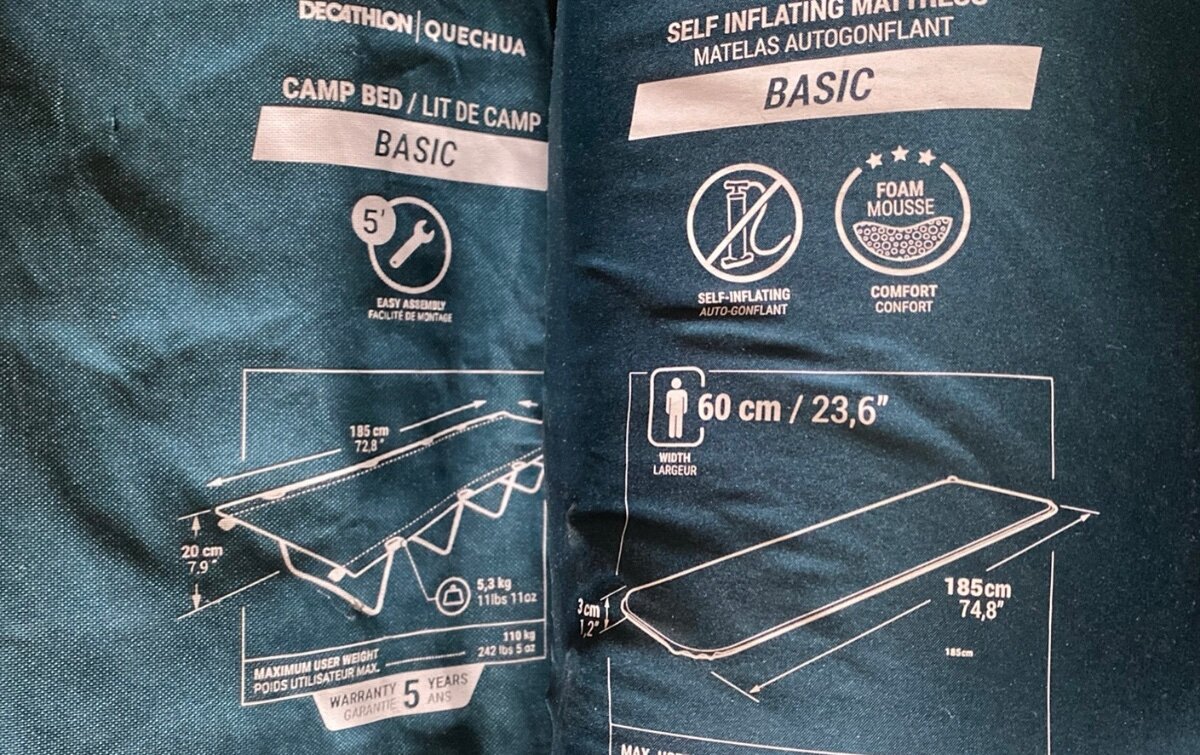 DECATHLON | QUECHUA
CAMP BED / LIT DE CAMP
BASIC
5'
EASY ASSEMBLY
FACILITÉ DE MONTAGE
185 cm
72,8"
20 cm
7,9"
5,3 kg
11lbs 11oz
110 kg
242 lbs 5 oz
MAXIMUM USER WEIGHT
POIDS UTILISATEUR MAX.
WARRANTY 5 YEARS
GARANTIE ANS
SELF INFLATING MATTRESS
MATELAS AUTOGONFLANT
BASIC
FOAM
MOUSSE
SELF-INFLATING
AUTO-GONFLANT
COMFORT
CONFORT
60 cm / 23,6"
WIDTH
LARGEUR
3 cm
1,2"
185cm
74,8"
185cm
MAX.